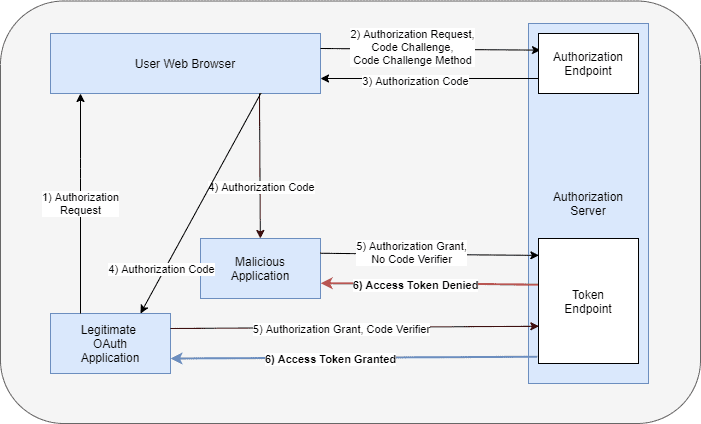 2) Authorization Request,
Code Challenge,
Code Challenge Method
User Web Browser
Authorization
Endpoint
3) Authorization Code
4) Authorization Code
1) Authorization
Request
Authorization
Server
5) Authorization Grant,
No Code Verifier
Malicious
Application
4) Authorization Code
6) Access Token Denied
Token
Endpoint
Legitimate
OAuth
Application
5) Authorization Grant, Code Verifier
6) Access Token Granted